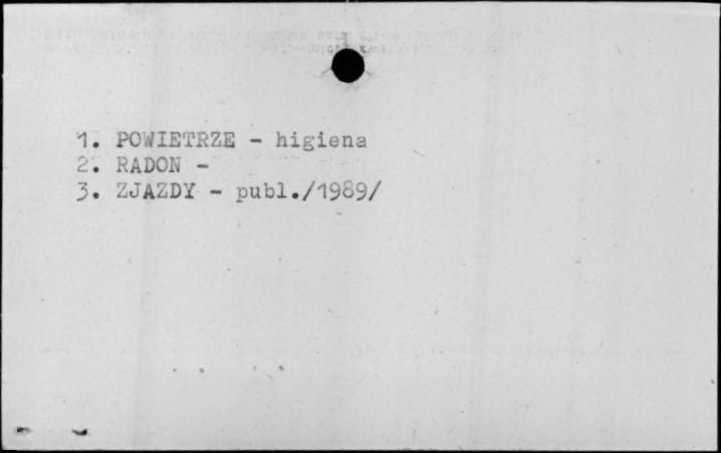 1. POWIETRZE - higiena
2. RADON -
3. ZJAZDY - publ./1989/